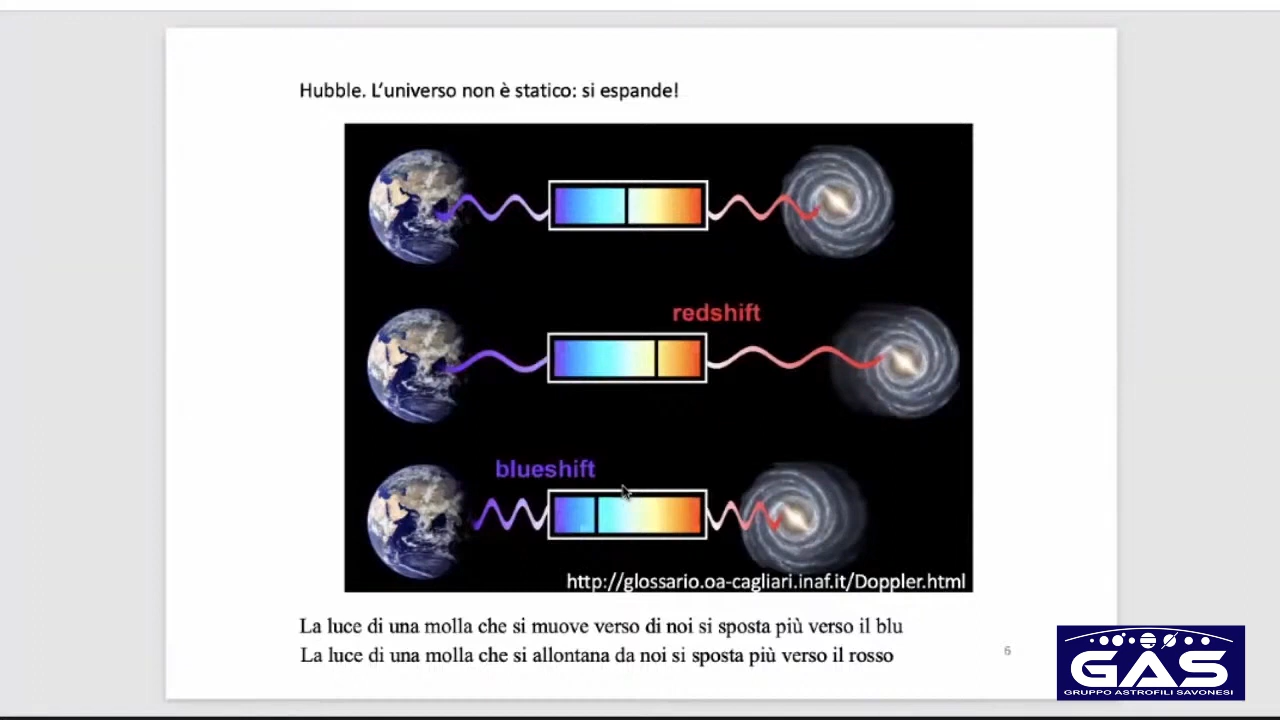 Hubble. L'universo non è statico: si espande!
redshift
blueshift
http://glossario.oa-cagliari.inaf.it/Doppler.html
La luce di una molla che si muove verso di noi si sposta più verso il blu
La luce di una molla che si allontana da noi si sposta più verso il rosso
6
GAS
GRUPPO ASTROFILI SAVONESI